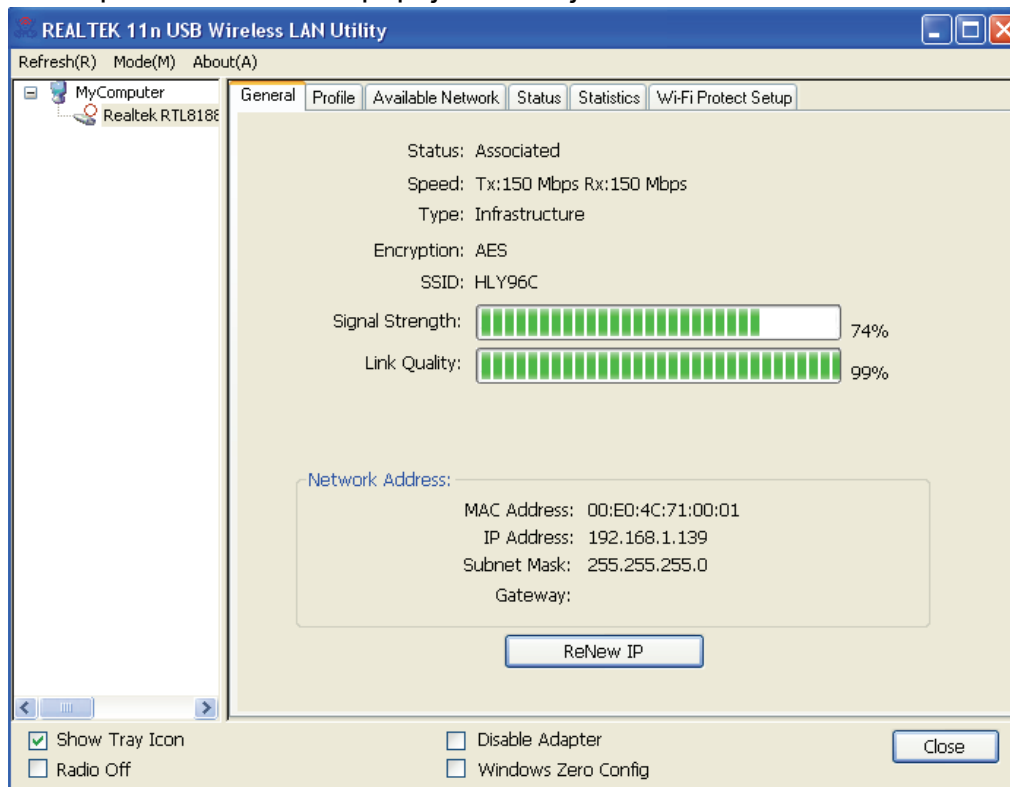 REALTEK 11n USB Wireless LAN Utility
Refresh(R) Mode(M) About(A)
MyComputer
Realtek RTL8188
General Profile Available Network Status Statistics Wi-Fi Protect Setup
Status: Associated
Speed: Tx:150 Mbps Rx:150 Mbps
Type: Infrastructure
Encryption: AES
SSID: HLY96C
Signal Strength: 74%
Link Quality: 99%
Network Address:
MAC Address: 00:E0:4C:71:00:01
IP Address: 192.168.1.139
Subnet Mask: 255.255.255.0
Gateway:
ReNew IP
Show Tray Icon Disable Adapter Close
Radio Off Windows Zero Config